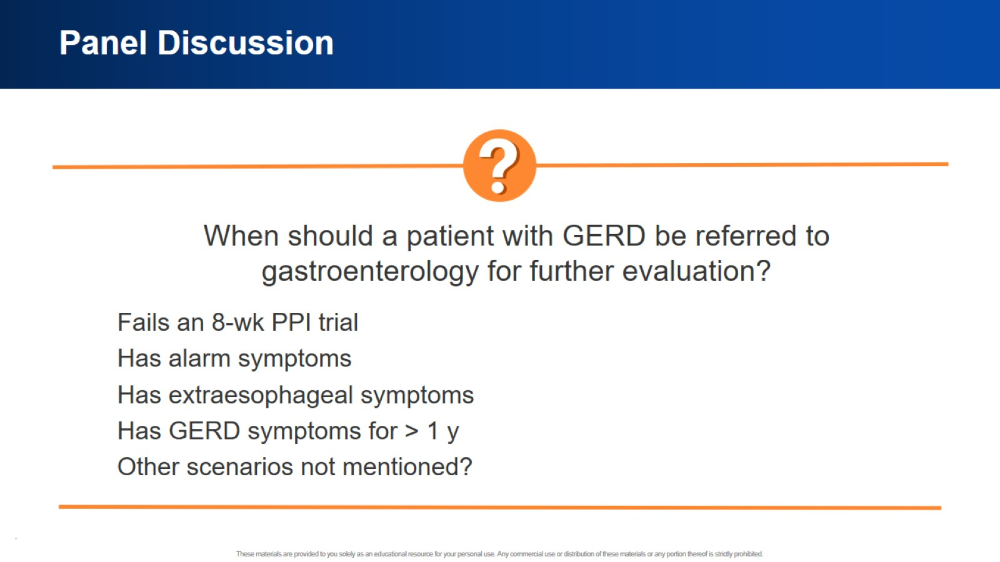 Panel Discussion
?
When should a patient with GERD be referred to
gastroenterology for further evaluation?
Fails an 8-wk PPI trial
Has alarm symptoms
Has extraesophageal symptoms
Has GERD symptoms for > 1 y
Other scenarios not mentioned?
.
These materials are provided to you solely as an educational resource for your personal use. Any commercial use or distribution of these materials or any portion thereof is strictly prohibited.